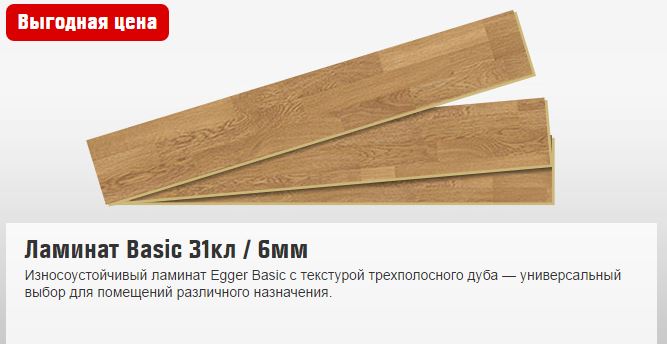 Выгодная цена
Ламинат Basic 31кл / 6мм
Износоустойчивый ламинат Egger Basic с текстурой трехполосного дуба — универсальный
выбор для помещений различного назначения.